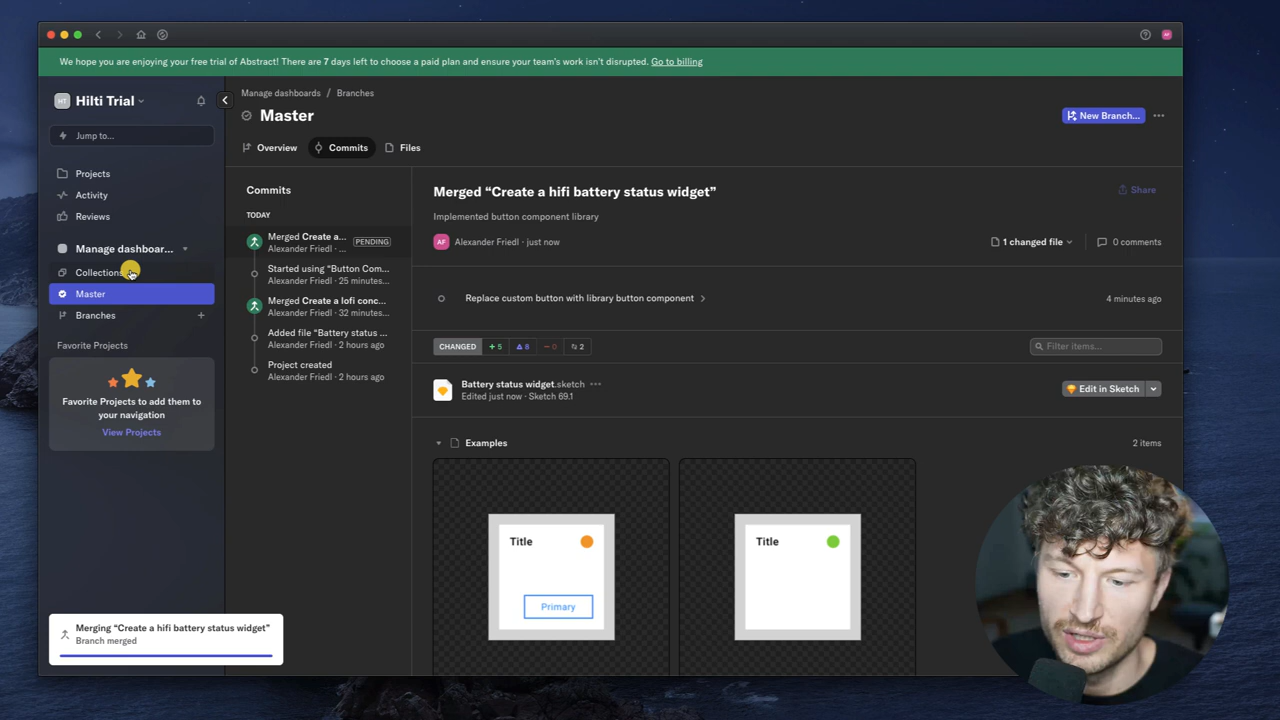 We hope you are enjoying your free trial of Abstract! There are 7 days left to choose a paid plan and ensure your team's work isn't disrupted. Go to billing
HT Hilti Trial
Jump to...
Projects
Activity
Reviews
Manage dashboar...
Collections
Master
Branches
Favorite Projects
Favorite Projects to add them to
your navigation
View Projects
Merging “Create a hifi battery status widget”
Branch merged
Manage dashboards / Branches
Master
New Branch...
AF
Overview
Commits
Files
Commits
TODAY
Merged Create a... PENDING
Alexander Friedl · ...
Started using “Button Com...
Alexander Friedl · 25 minutes...
Merged Create a lofi conc...
Alexander Friedl · 32 minutes...
Added file “Battery status ...
Alexander Friedl · 2 hours ago
Project created
Alexander Friedl · 2 hours ago
Merged “Create a hifi battery status widget”
Share
Implemented button component library
AF Alexander Friedl · just now
1 changed file
0 comments
Replace custom button with library button component
4 minutes ago
CHANGED +5 8 −0 2
Filter items...
Battery status widget.sketch
Edited just now · Sketch 69.1
Edit in Sketch
Examples
2 items
Title
Primary
Title